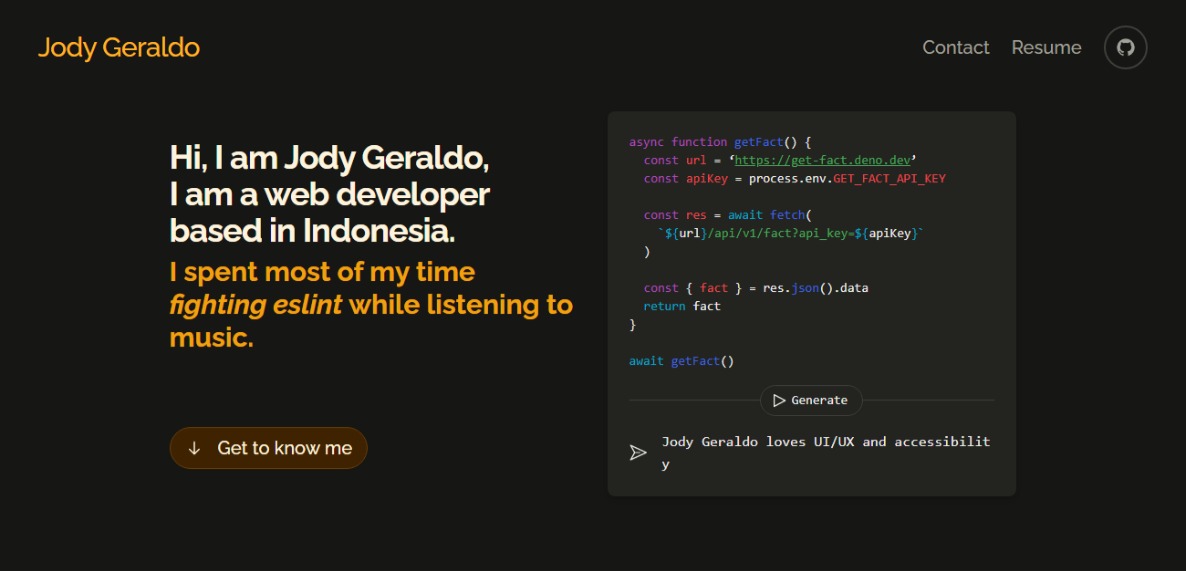 Jody Geraldo
Contact Resume
Hi, I am Jody Geraldo,
I am a web developer
based in Indonesia.
I spent most of my time
fighting eslint while listening to
music.
Get to know me
async function getFact() {
  const url = ‘https://get-fact.deno.dev’
  const apiKey = process.env.GET_FACT_API_KEY

  const res = await fetch(
    `${url}/api/v1/fact?api_key=${apiKey}`
  )

  const { fact } = res.json().data
  return fact
}

await getFact()
Generate
Jody Geraldo loves UI/UX and accessibilit
y